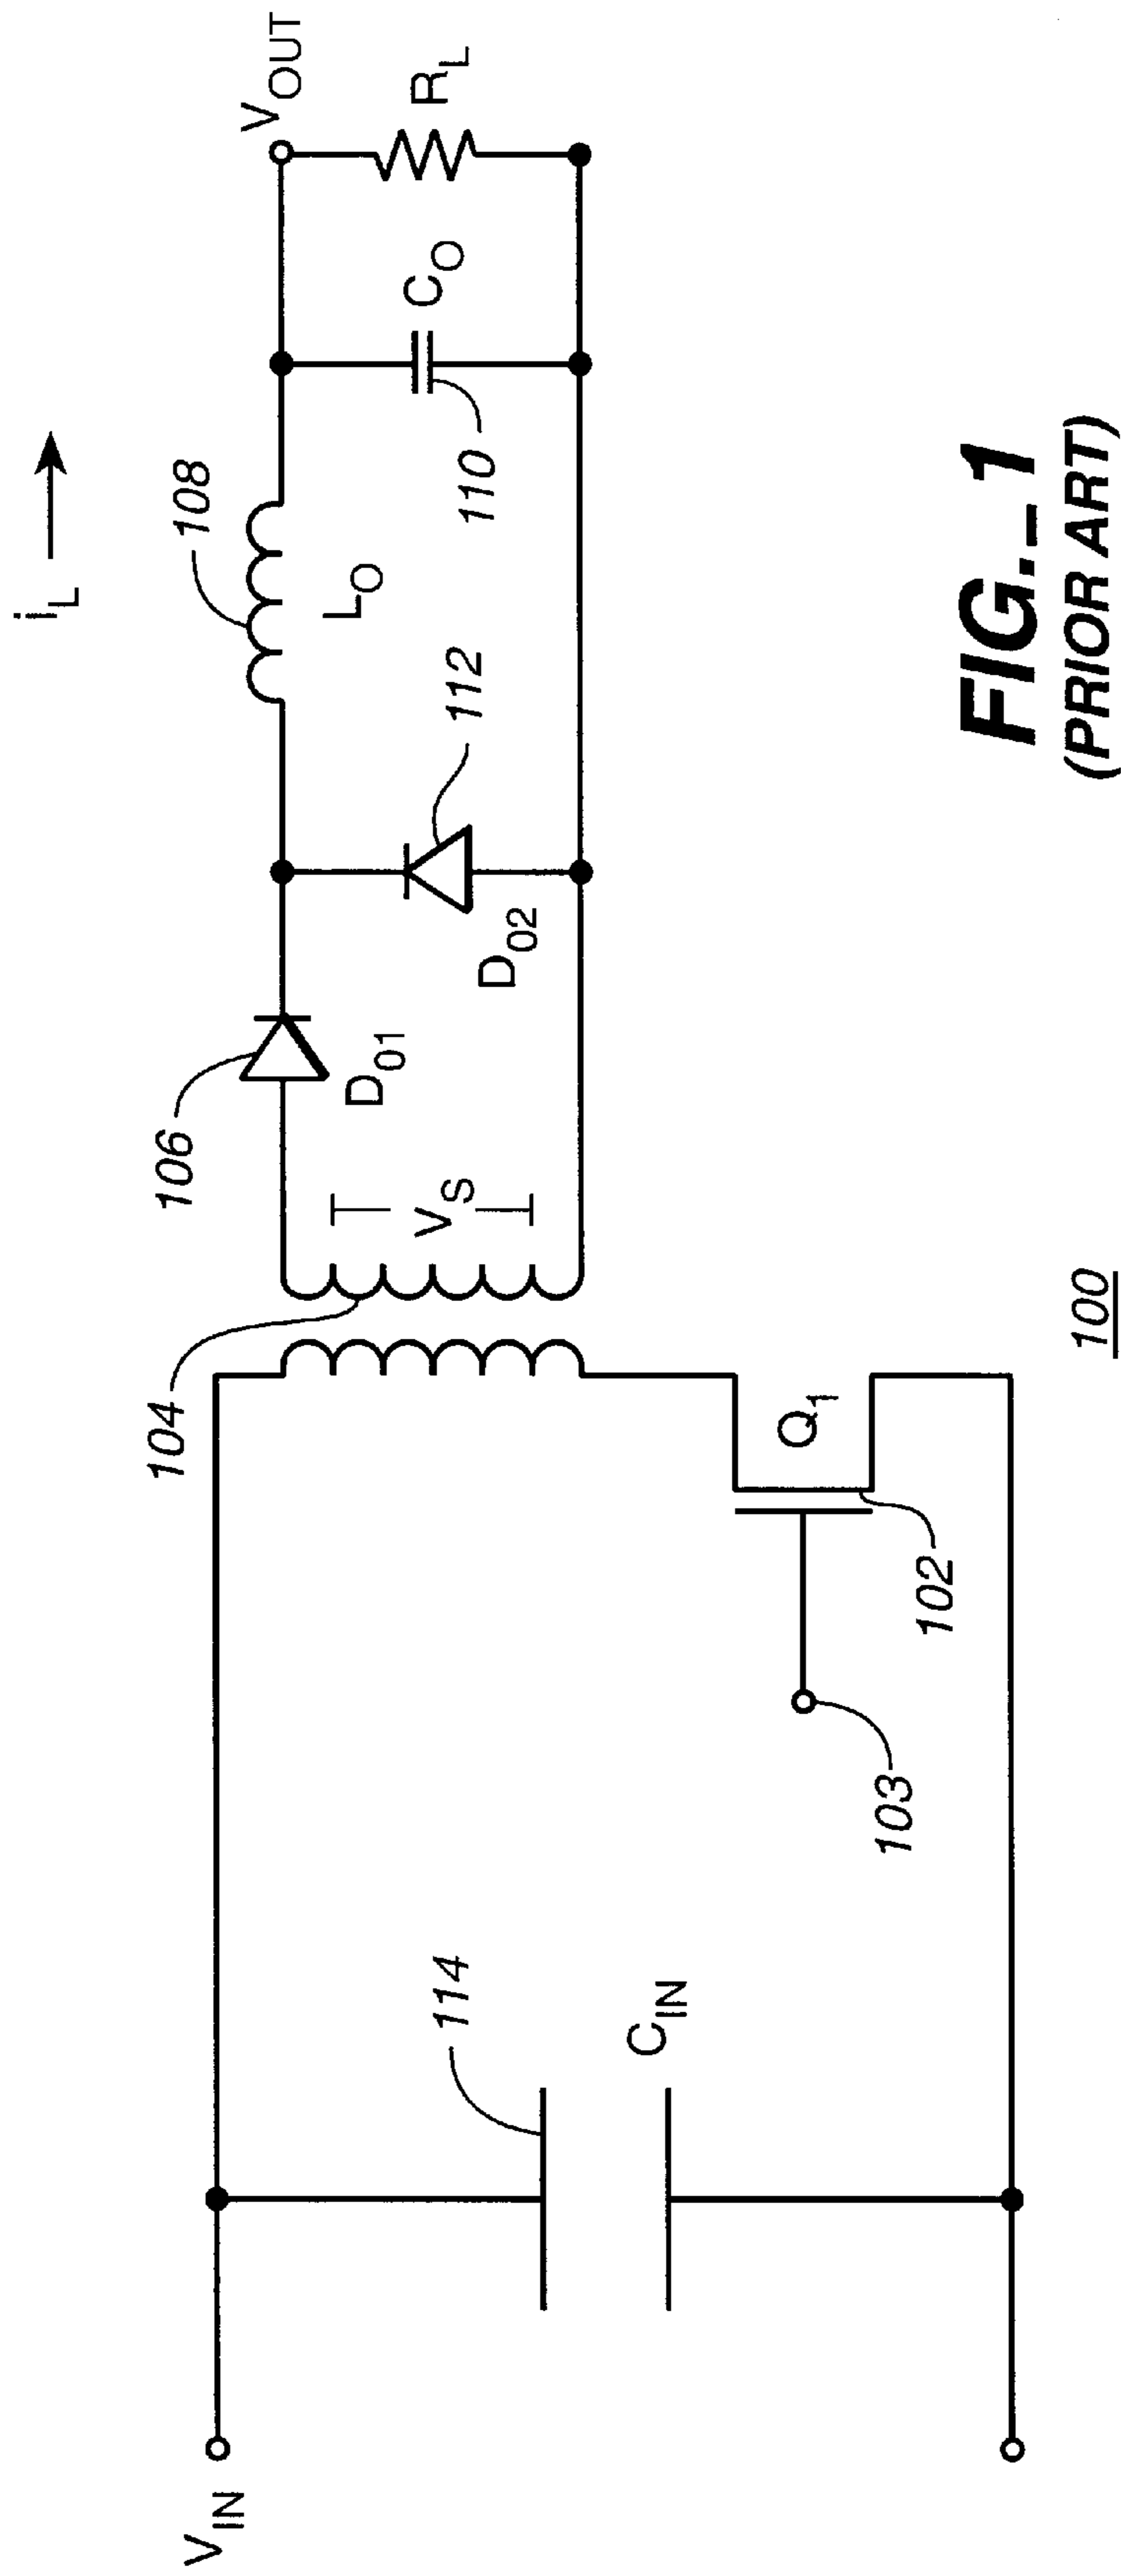 i_L
V_IN
114
C_IN
103
102
Q_1
104
V_S
106
D_01
D_02
112
108
L_O
110
C_O
V_OUT
R_L
100
FIG._1
(PRIOR ART)